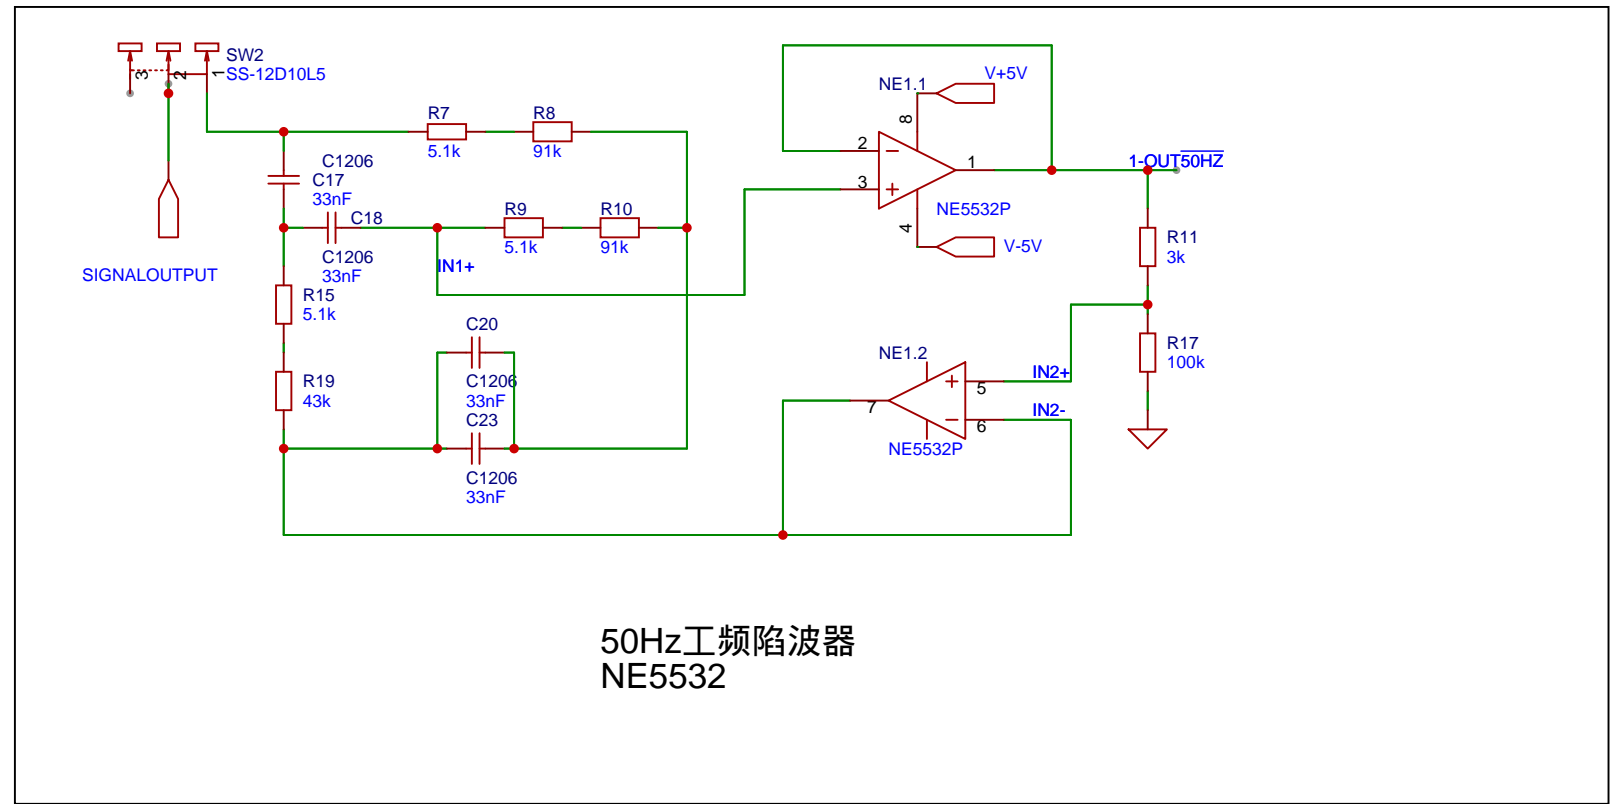 SW2
SS-12D10L5
3
2
1
SIGNALOUTPUT
R7
5.1k
R8
91k
C1206
C17
33nF
C18
C1206
33nF
R9
5.1k
R10
91k
IN1+
R15
5.1k
R19
43k
C20
C1206
33nF
C23
C1206
33nF
NE1.1
V+5V
8
2
3
1
4
NE5532P
V-5V
1-OUT50HZ
R11
3k
R17
100k
NE1.2
IN2+
5
IN2-
6
7
NE5532P
50Hz工频陷波器
NE5532